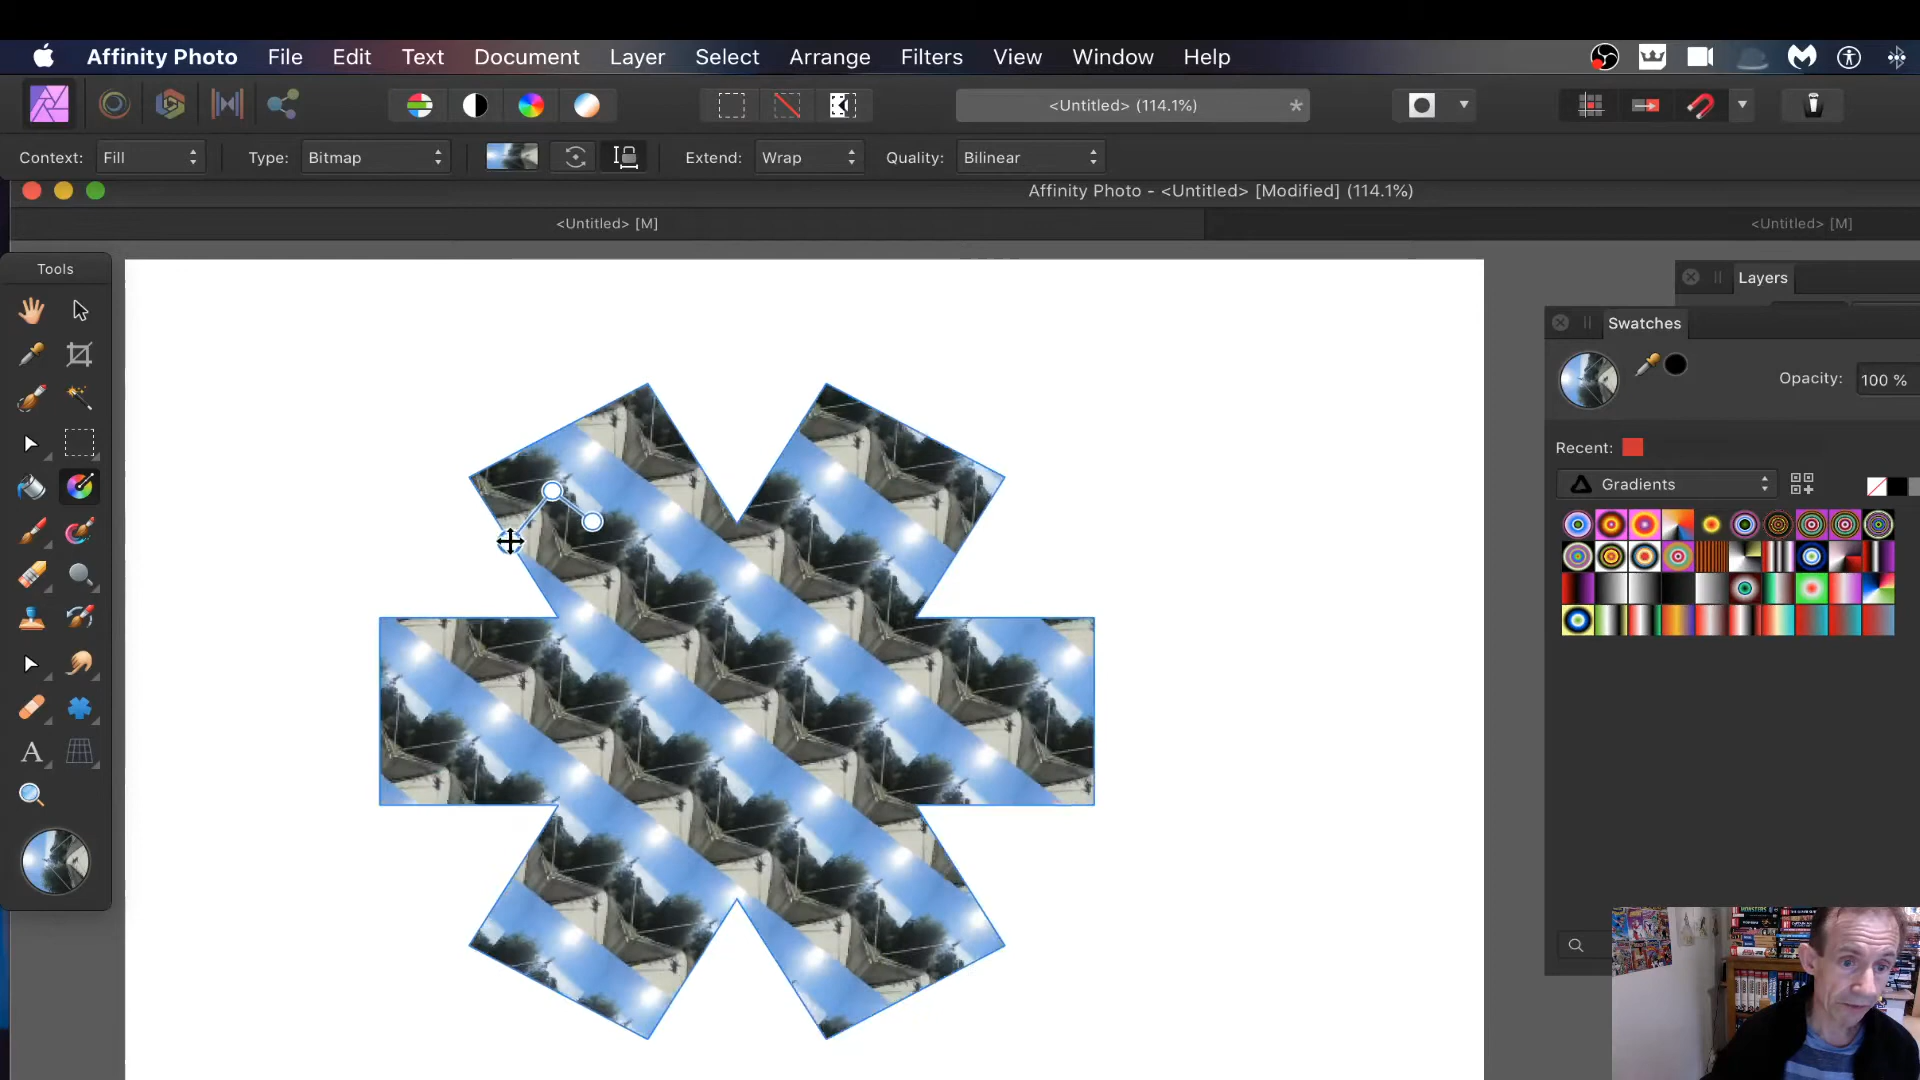 Affinity Photo File Edit Text Document Layer Select Arrange Filters View Window Help
<Untitled> (114.1%) *
Context: Fill Type: Bitmap Extend: Wrap Quality: Bilinear
Affinity Photo - <Untitled> [Modified] (114.1%)
<Untitled> [M] <Untitled> [M]
Tools
Layers
Swatches
Opacity: 100 %
Recent:
Gradients
A